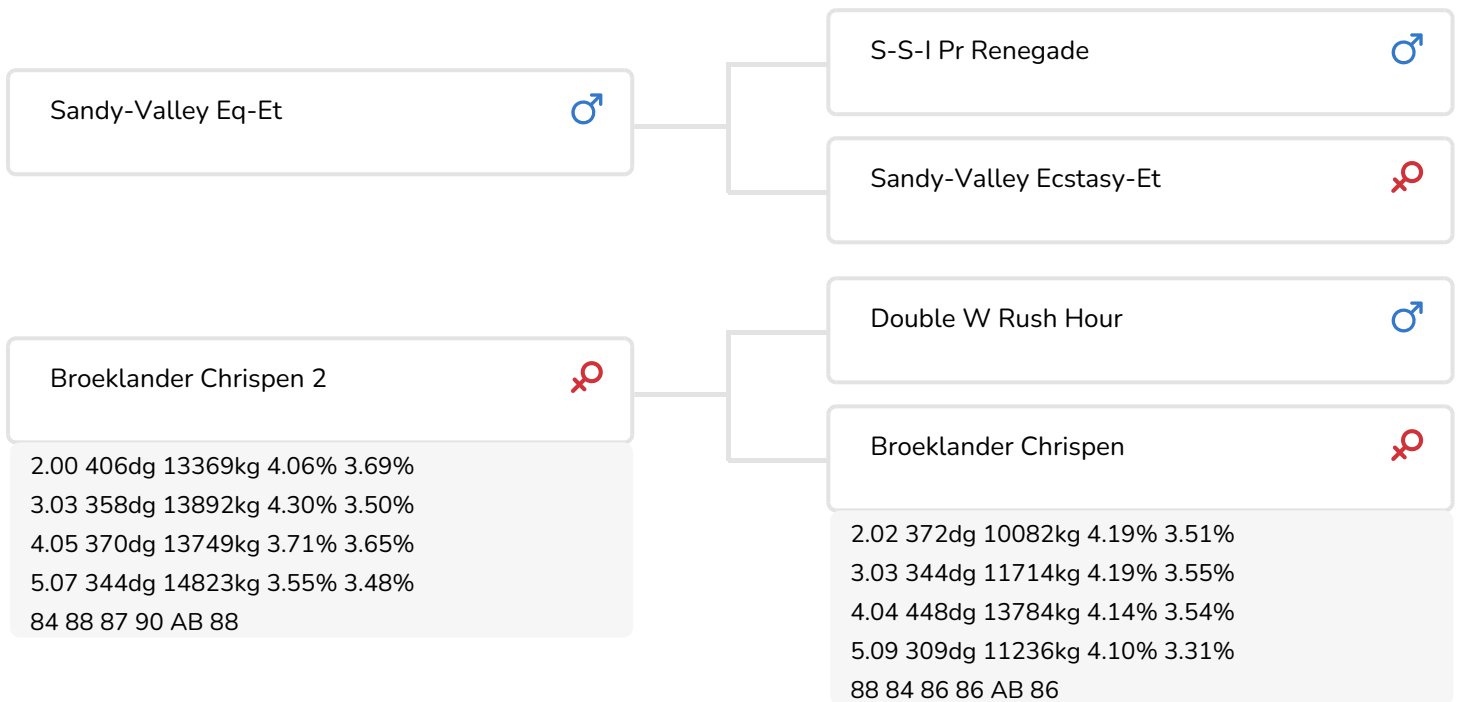 Sandy-Valley Eq-Et
S-S-I Pr Renegade
Sandy-Valley Ecstasy-Et
Broeklander Chrispen 2
2.00 406dg 13369kg 4.06% 3.69%
3.03 358dg 13892kg 4.30% 3.50%
4.05 370dg 13749kg 3.71% 3.65%
5.07 344dg 14823kg 3.55% 3.48%
84 88 87 90 AB 88
Double W Rush Hour
Broeklander Chrispen
2.02 372dg 10082kg 4.19% 3.51%
3.03 344dg 11714kg 4.19% 3.55%
4.04 448dg 13784kg 4.14% 3.54%
5.09 309dg 11236kg 4.10% 3.31%
88 84 86 86 AB 86